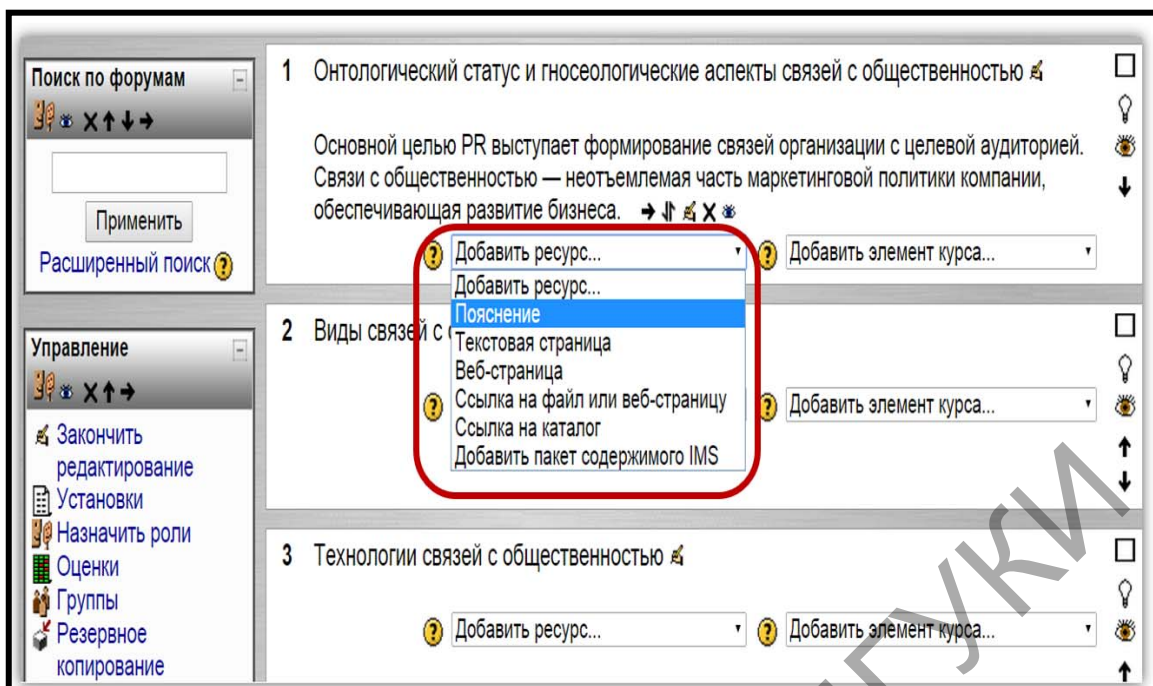 Поиск по форумам
Применить
Расширенный поиск
Управление
Закончить
редактирование
Установки
Назначить роли
Оценки
Группы
Резервное
копирование
1 Онтологический статус и гносеологические аспекты связей с общественностью
Основной целью PR выступает формирование связей организации с целевой аудиторией.
Связи с общественностью — неотъемлемая часть маркетинговой политики компании,
обеспечивающая развитие бизнеса.
Добавить ресурс... Добавить элемент курса...
Добавить ресурс...
Пояснение
Текстовая страница
Веб-страница
Ссылка на файл или веб-страницу
Ссылка на каталог
Добавить пакет содержимого IMS
2 Виды связей с
Добавить элемент курса...
3 Технологии связей с общественностью
Добавить ресурс... Добавить элемент курса...